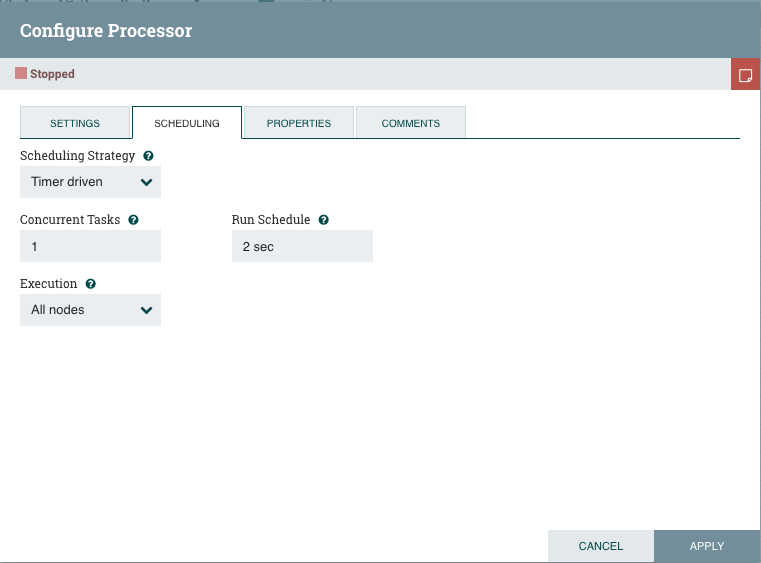 Configure Processor
Stopped
SETTINGS SCHEDULING PROPERTIES COMMENTS
Scheduling Strategy ?
Timer driven
Concurrent Tasks ? Run Schedule ?
1 2 sec
Execution ?
All nodes
CANCEL APPLY